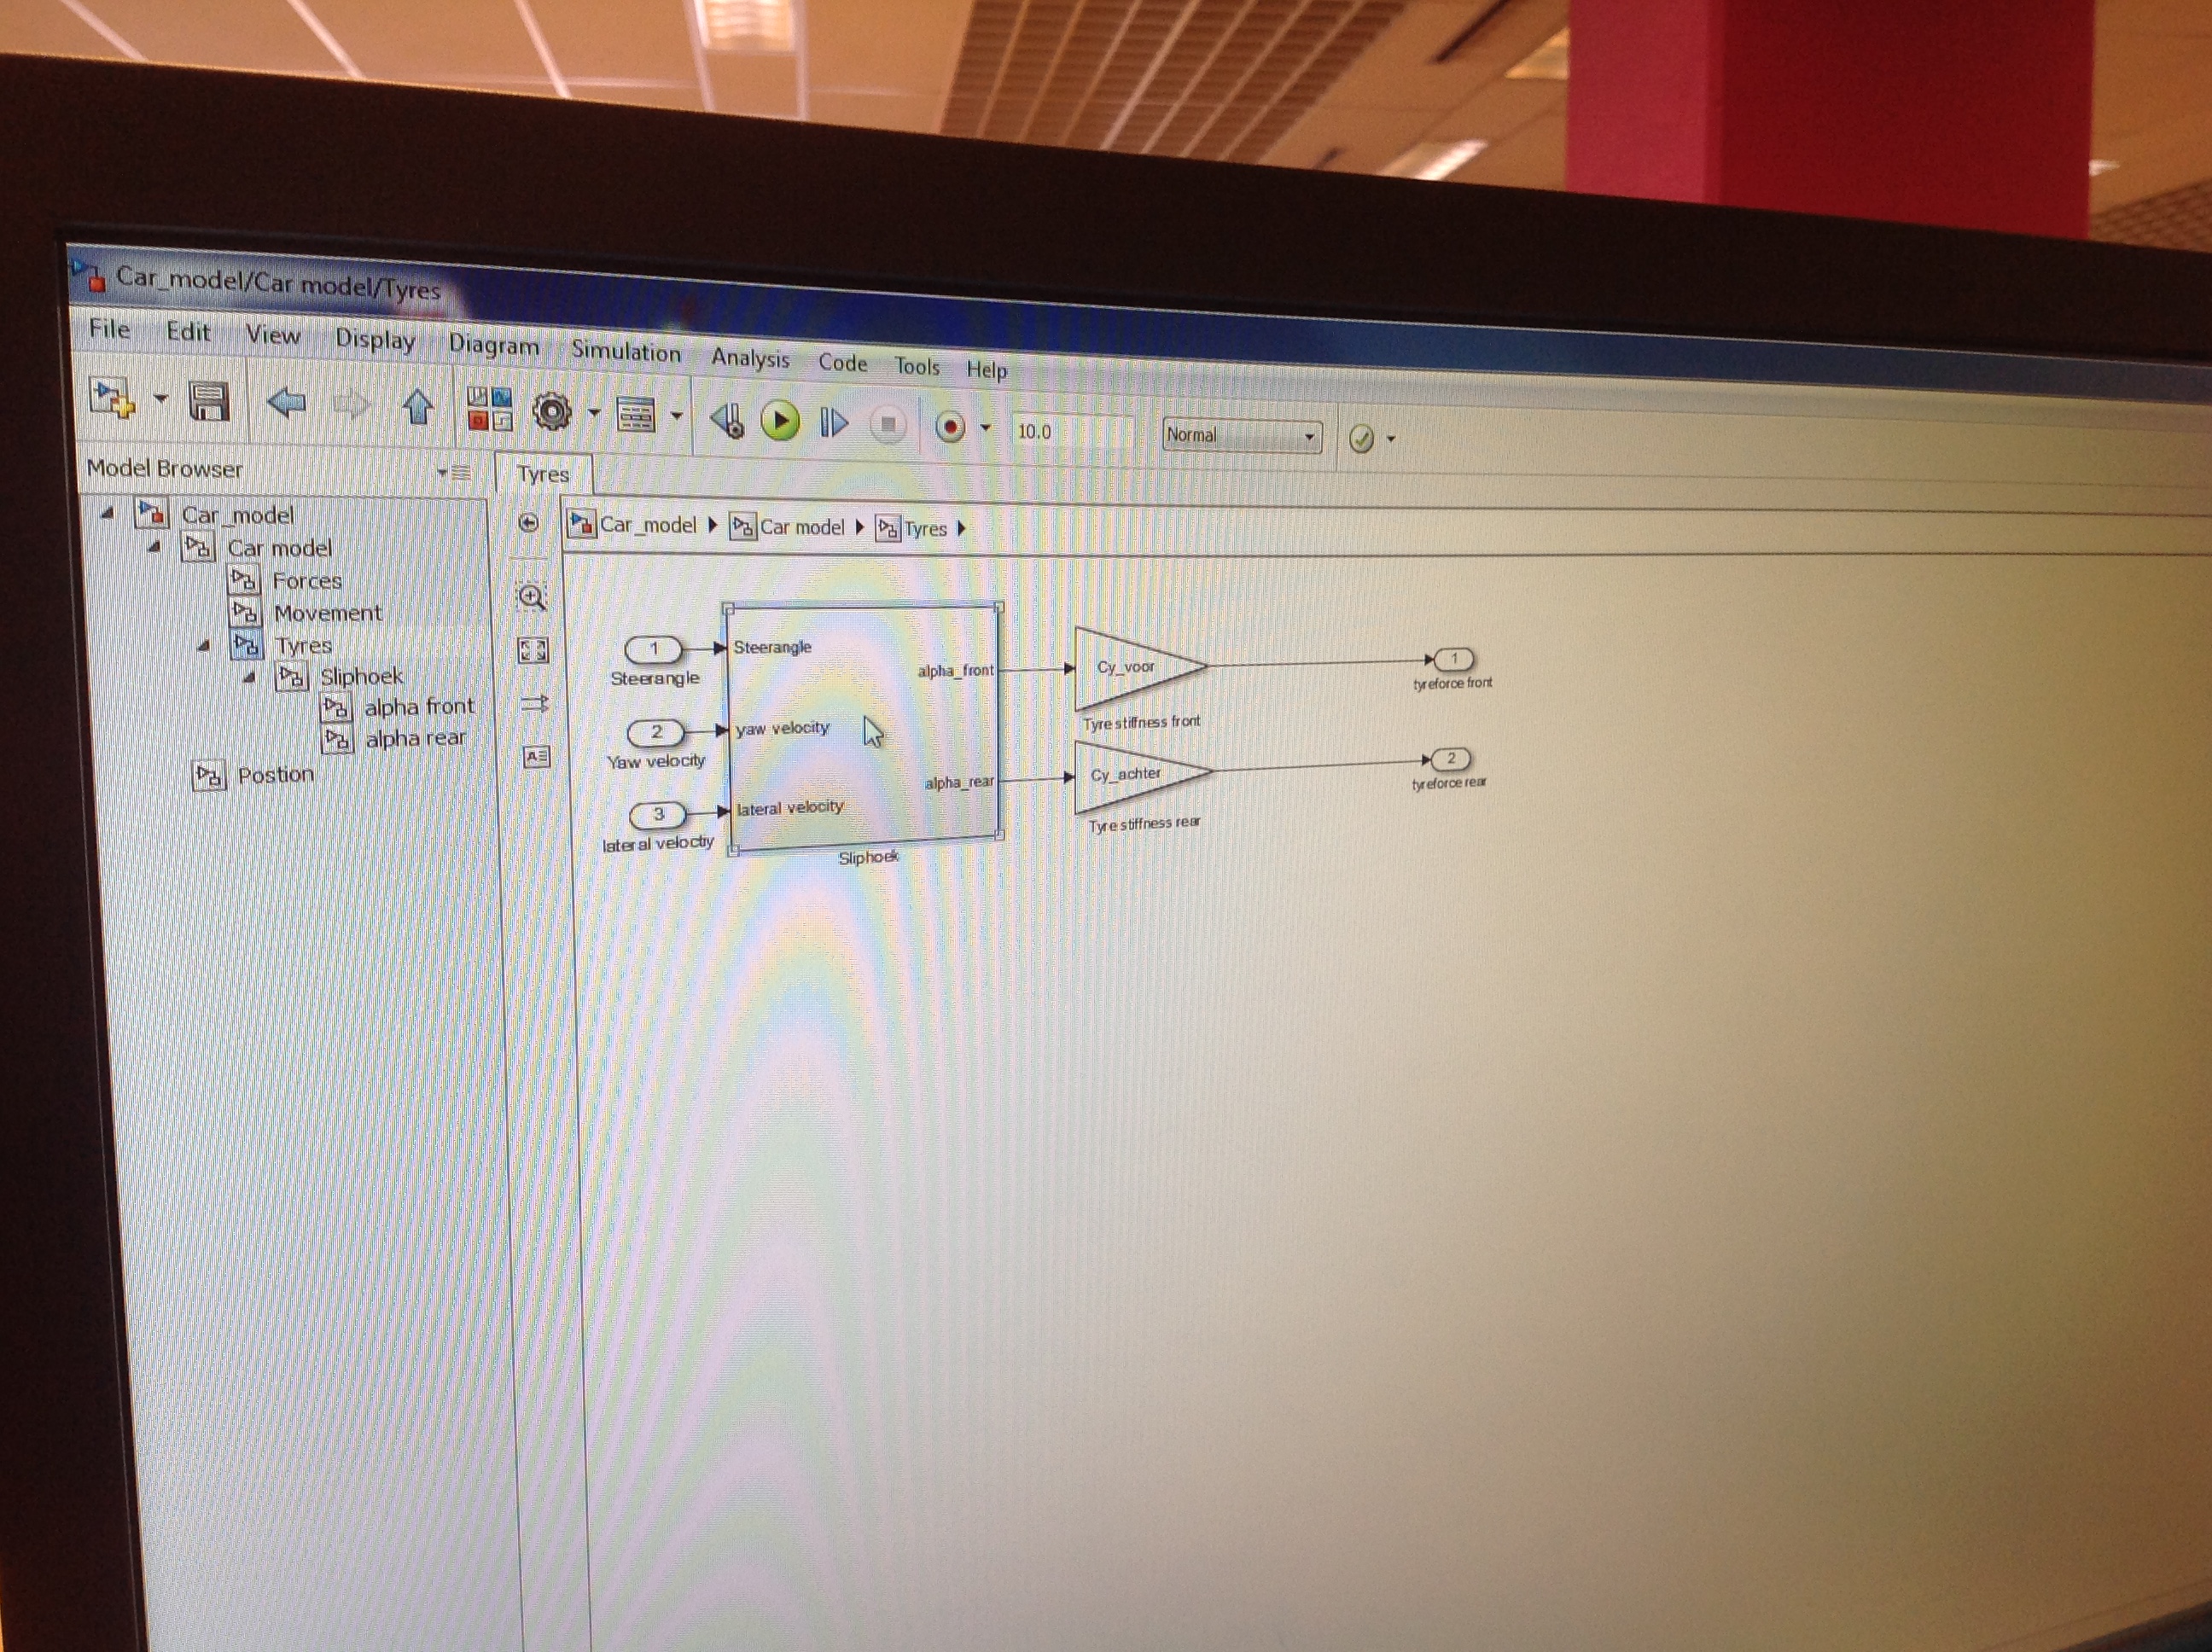 Car_model/Car model/Tyres
File Edit View Display Diagram Simulation Analysis Code Tools Help
10.0 Normal
Model Browser
Car_model
Car model
Forces
Movement
Tyres
Sliphoek
alpha front
alpha rear
Postion
Tyres
Car_model Car model Tyres
1
Steerangle
2
Yaw velocity
3
lateral veloctiy
Steerangle
yaw velocity
lateral velocity
alpha_front
alpha_rear
Sliphoek
Cy_voor
Tyre stiffness front
Cy_achter
Tyre stiffness rear
1
tyreforce front
2
tyreforce rear